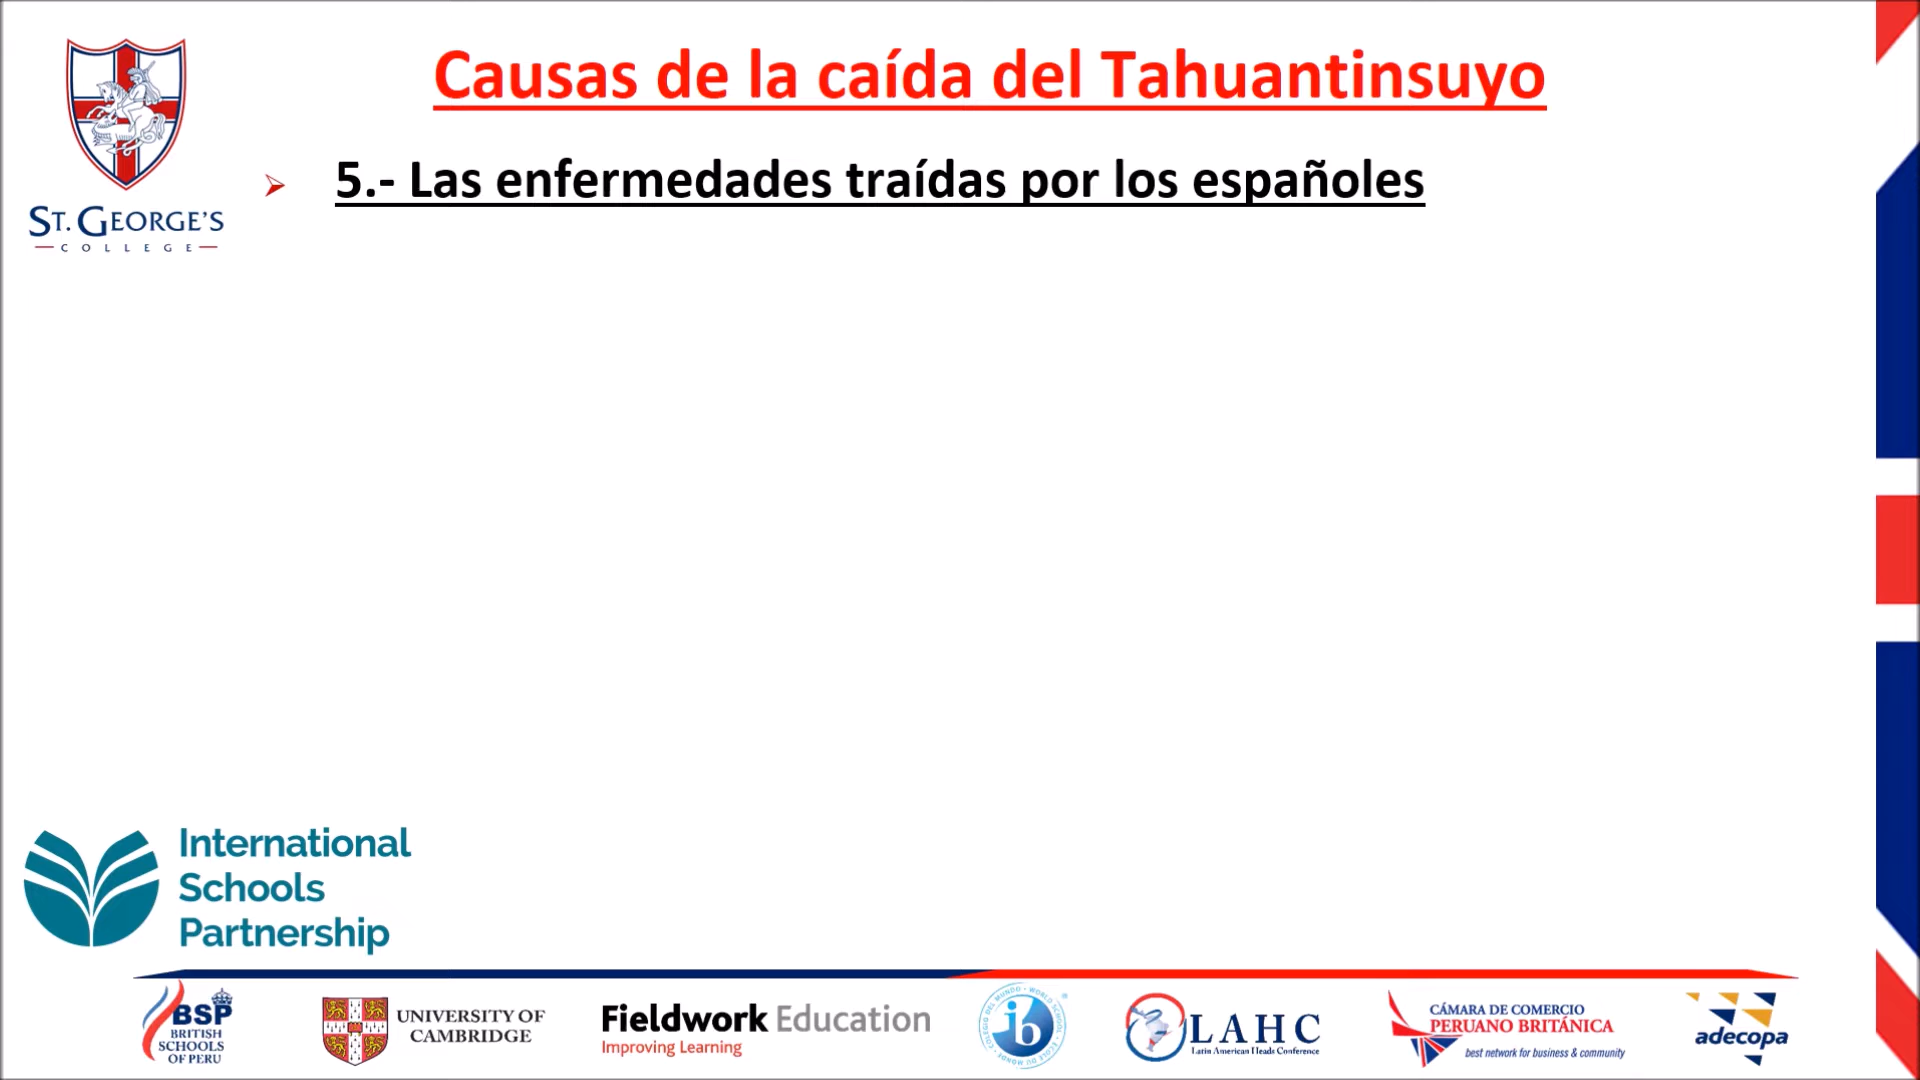 Causas de la caída del Tahuantinsuyo
5.- Las enfermedades traídas por los españoles
ST. GEORGE'S
COLLEGE
International
Schools
Partnership
BSP
BRITISH
SCHOOLS
OF PERU
UNIVERSITY OF
CAMBRIDGE
Fieldwork Education
Improving Learning
ib
LAHC
Latin American Heads Conference
CÁMARA DE COMERCIO
PERUANO BRITÁNICA
best network for business & community
adecopa